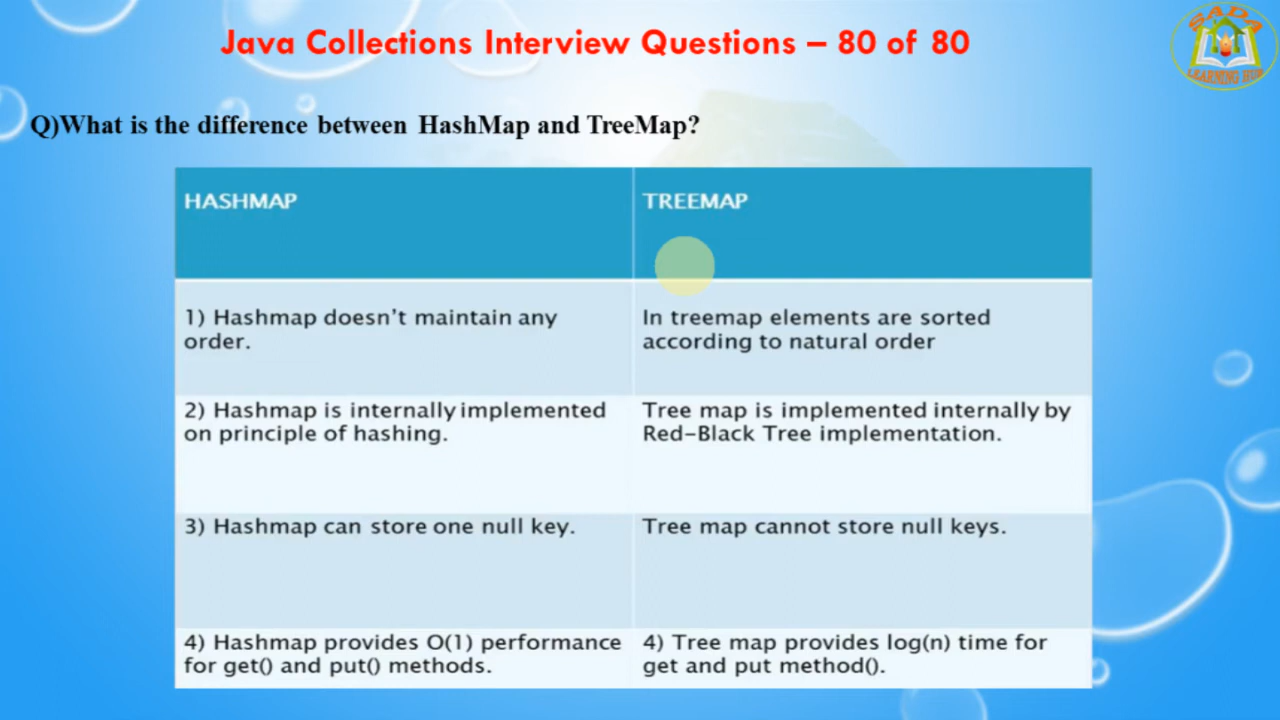 Java Collections Interview Questions – 80 of 80
SADA
LEARNING HUB
Q)What is the difference between HashMap and TreeMap?
HASHMAP
TREEMAP
1) Hashmap doesn't maintain any
order.
In treemap elements are sorted
according to natural order
2) Hashmap is internally implemented
on principle of hashing.
Tree map is implemented internally by
Red-Black Tree implementation.
3) Hashmap can store one null key.
Tree map cannot store null keys.
4) Hashmap provides O(1) performance
for get() and put() methods.
4) Tree map provides log(n) time for
get and put method().